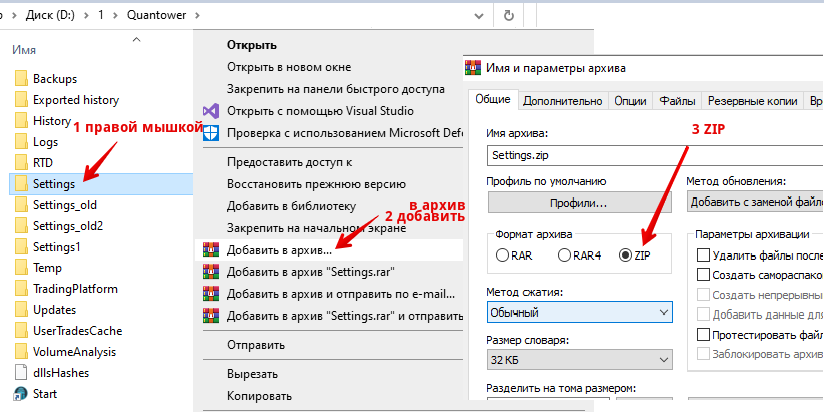 Диск (D:) › 1 › Quantower ›
Имя
Backups
Exported history
History
Logs
RTD
Settings
Settings_old
Settings_old2
Settings1
Temp
TradingPlatform
Updates
UserTradesCache
VolumeAnalysis
dllsHashes
Start
1 правой мышкой
Открыть
Открыть в новом окне
Закрепить на панели быстрого доступа
Открыть с помощью Visual Studio
Проверка с использованием Microsoft Def
Предоставить доступ к
Восстановить прежнюю версию
Добавить в библиотеку
Закрепить на начальном экране
Добавить в архив...
Добавить в архив "Settings.rar"
Добавить в архив и отправить по e-mail...
Добавить в архив "Settings.rar" и отправить
Отправить
Вырезать
Копировать
в архив
2 добавить
Имя и параметры архива
Общие
Дополнительно
Опции
Файлы
Резервные копии
Вр
Имя архива:
3 ZIP
Settings.zip
Профиль по умолчанию
Профили...
Метод обновления:
Добавить с заменой файло
Формат архива
RAR
RAR4
ZIP
Метод сжатия:
Обычный
Размер словаря:
32 КБ
Разделить на тома размером:
Параметры архивации
Удалить файлы после
Создать самораспак
Создать непрерывны
Добавить данные для
Протестировать файл
Заблокировать архив